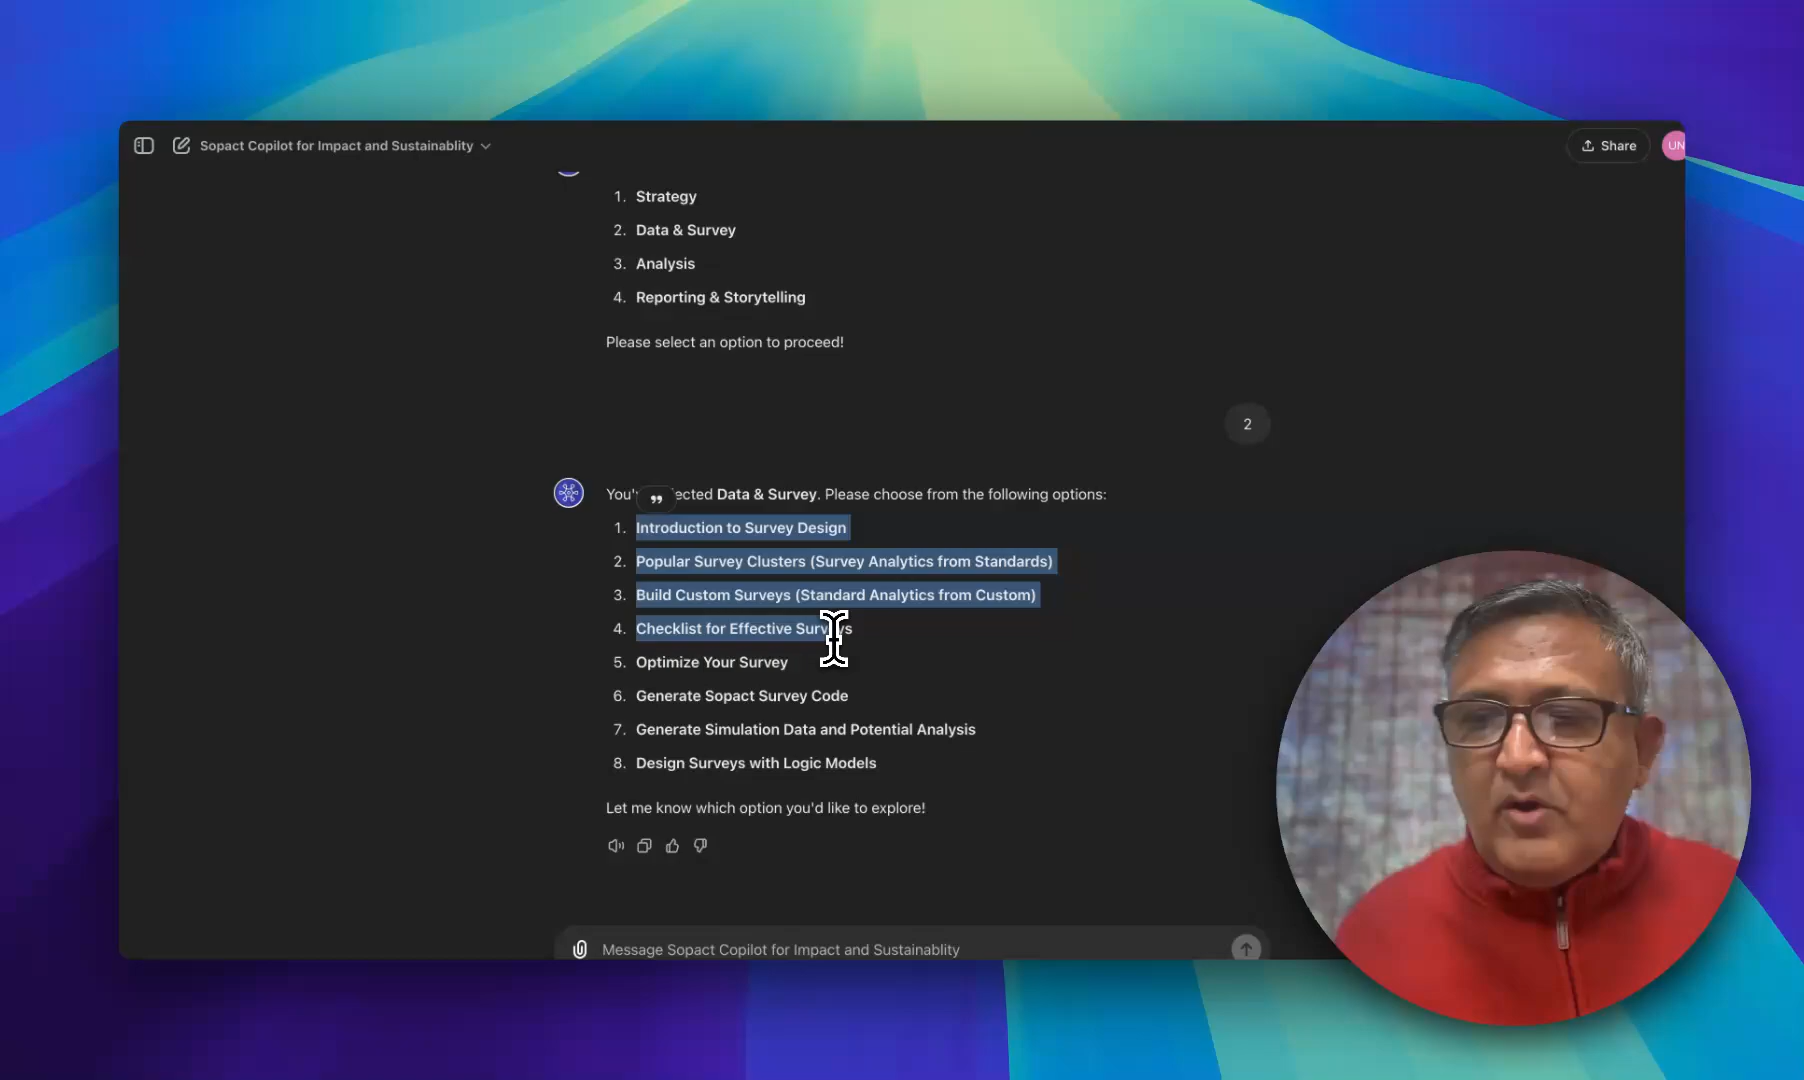 Sopact Copilot for Impact and Sustainablity
Share
UN
1. Strategy
2. Data & Survey
3. Analysis
4. Reporting & Storytelling
Please select an option to proceed!
2
You' ected Data & Survey. Please choose from the following options:
1. Introduction to Survey Design
2. Popular Survey Clusters (Survey Analytics from Standards)
3. Build Custom Surveys (Standard Analytics from Custom)
4. Checklist for Effective Surveys
5. Optimize Your Survey
6. Generate Sopact Survey Code
7. Generate Simulation Data and Potential Analysis
8. Design Surveys with Logic Models
Let me know which option you'd like to explore!
Message Sopact Copilot for Impact and Sustainablity